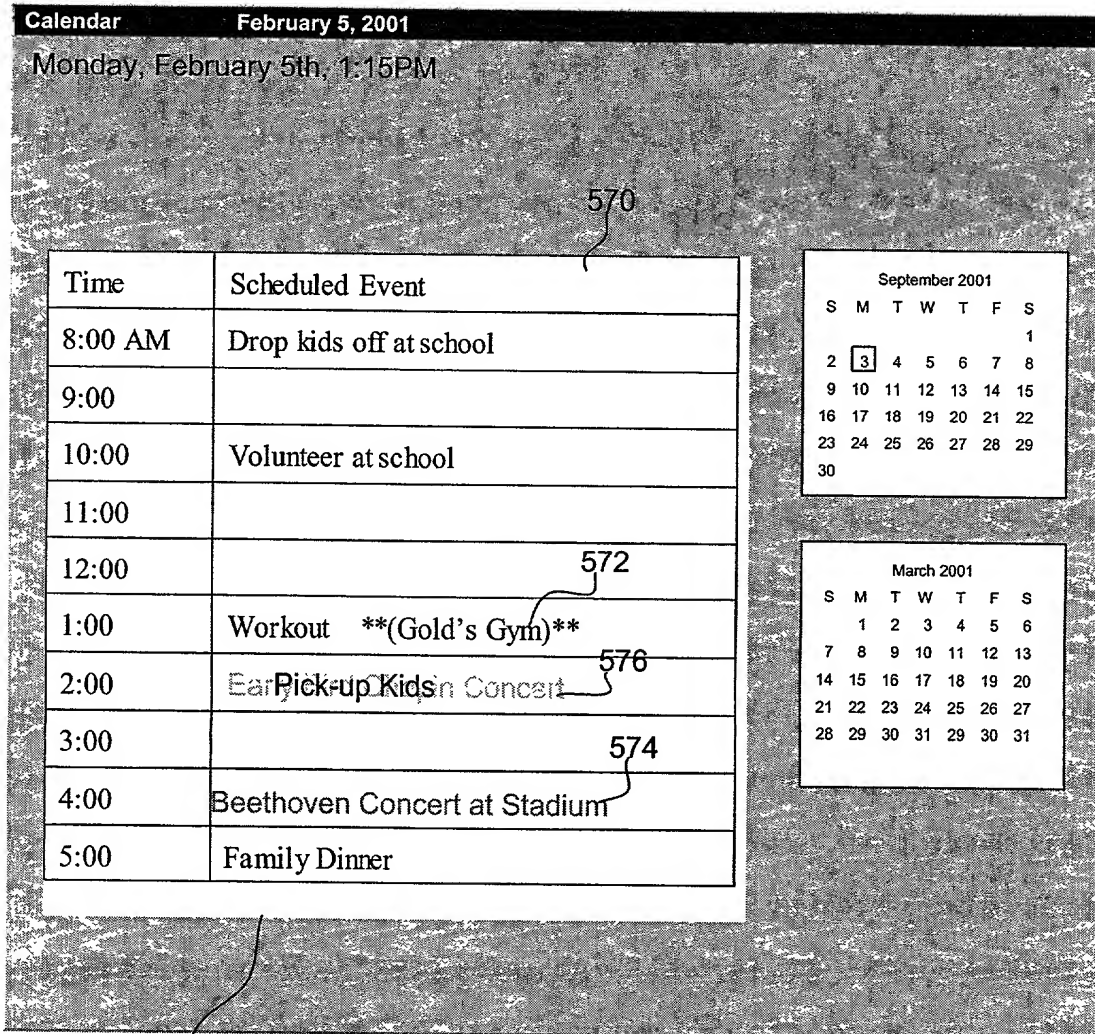 Calendar February 5, 2001
Monday, February 5th, 1:15PM
570
Time Scheduled Event
8:00 AM Drop kids off at school
9:00
10:00 Volunteer at school
11:00
12:00
572
1:00 Workout **(Gold's Gym)**
576
2:00 Pick-up Kids Concert
3:00
574
4:00 Beethoven Concert at Stadium
5:00 Family Dinner
September 2001
S M T W T F S
1
2 3 4 5 6 7 8
9 10 11 12 13 14 15
16 17 18 19 20 21 22
23 24 25 26 27 28 29
30
March 2001
S M T W T F S
1 2 3 4 5 6
7 8 9 10 11 12 13
14 15 16 17 18 19 20
21 22 23 24 25 26 27
28 29 30 31 29 30 31